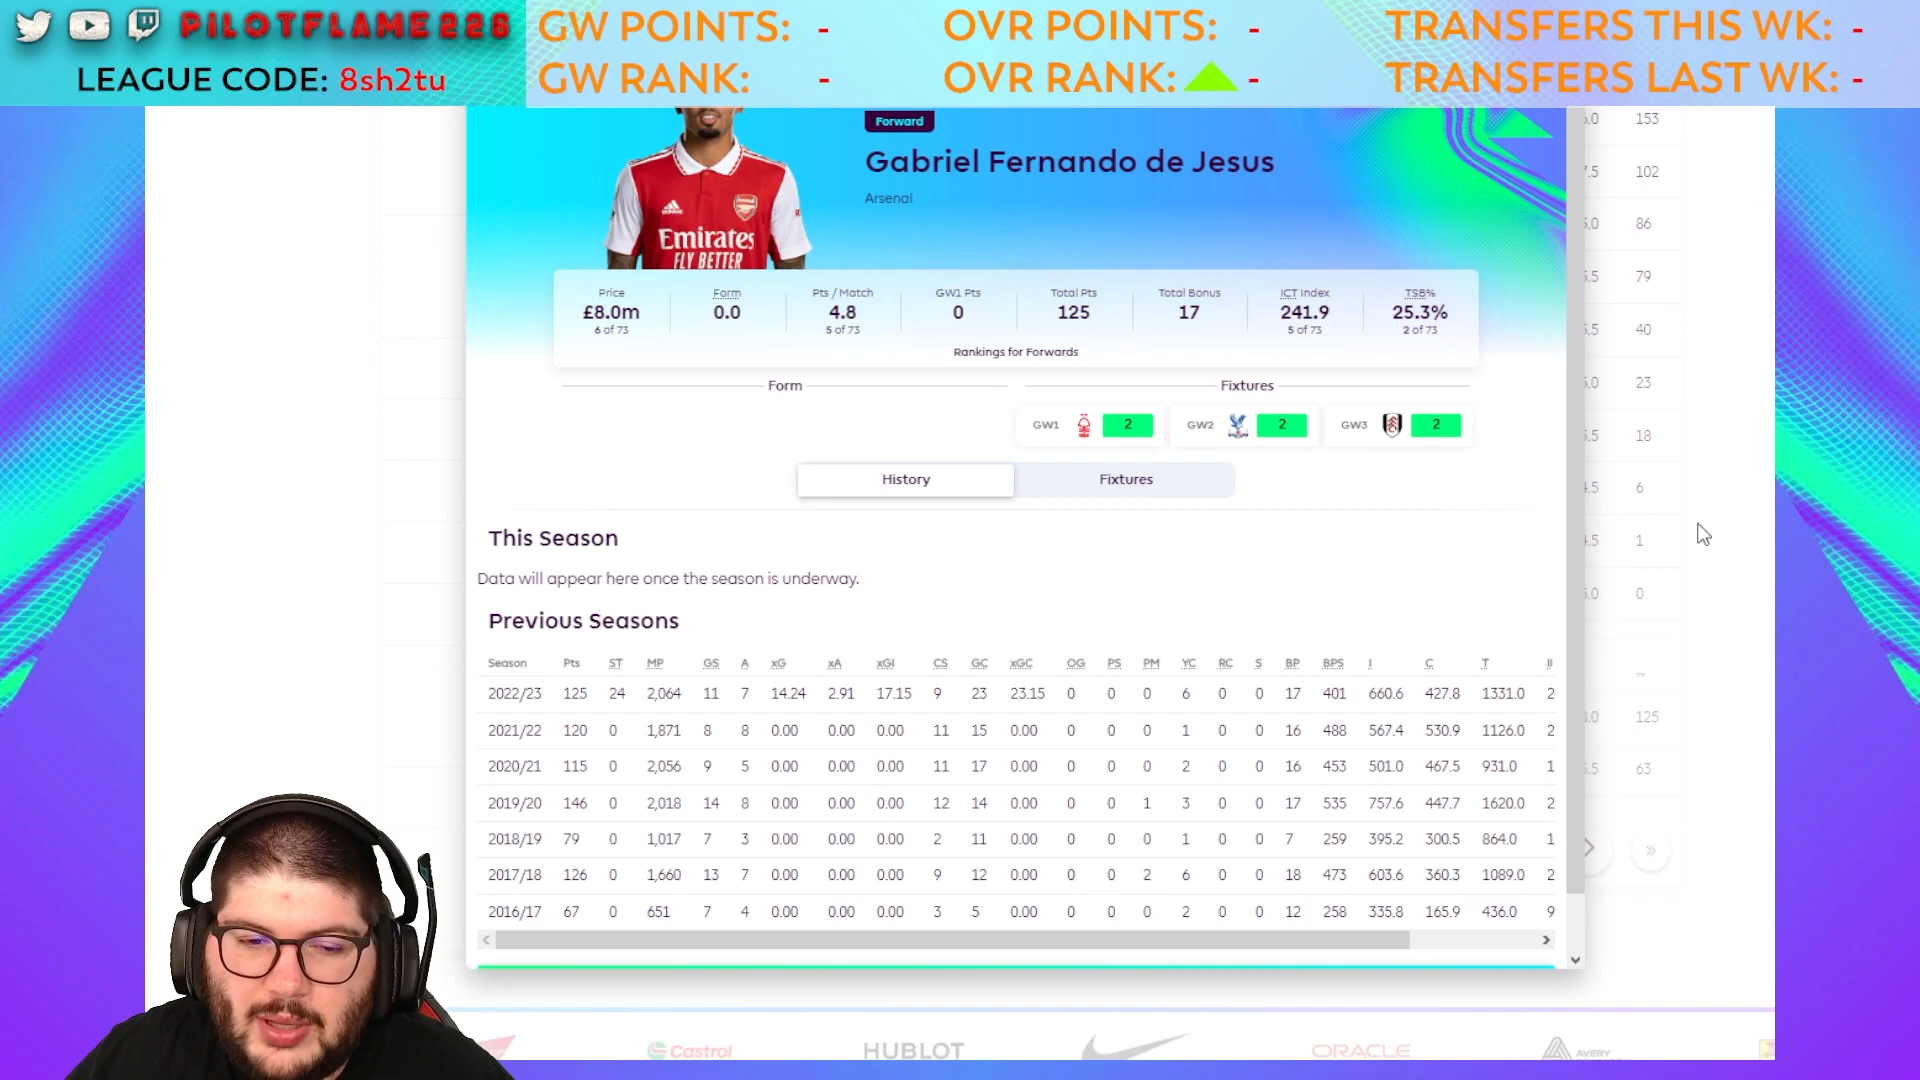 PILOTFLAME226
LEAGUE CODE: 8sh2tu
GW POINTS: -
GW RANK: -
OVR POINTS: -
OVR RANK: -
TRANSFERS THIS WK: -
TRANSFERS LAST WK: -
Forward
Gabriel Fernando de Jesus
Arsenal
Emirates
FLY BETTER
Price Form Pts / Match GW1 Pts Total Pts Total Bonus ICT Index TSB%
£8.0m 0.0 4.8 0 125 17 241.9 25.3%
6 of 73 5 of 73 5 of 73 2 of 73
Rankings for Forwards
Form Fixtures
GW1 2 GW2 2 GW3 2
History Fixtures
This Season
Data will appear here once the season is underway.
Previous Seasons
Season Pts ST MP GS A xG xA xGI CS GC xGC OG PS PM YC RC S BP BPS I C T II
2022/23 125 24 2,064 11 7 14.24 2.91 17.15 9 23 23.15 0 0 0 6 0 0 17 401 660.6 427.8 1331.0 2
2021/22 120 0 1,871 8 8 0.00 0.00 0.00 11 15 0.00 0 0 0 1 0 0 16 488 567.4 530.9 1126.0 2
2020/21 115 0 2,056 9 5 0.00 0.00 0.00 11 17 0.00 0 0 0 2 0 0 16 453 501.0 467.5 931.0 1
2019/20 146 0 2,018 14 8 0.00 0.00 0.00 12 14 0.00 0 0 1 3 0 0 17 535 757.6 447.7 1620.0 2
2018/19 79 0 1,017 7 3 0.00 0.00 0.00 2 11 0.00 0 0 0 1 0 0 7 259 395.2 300.5 864.0 1
2017/18 126 0 1,660 13 7 0.00 0.00 0.00 9 12 0.00 0 0 2 6 0 0 18 473 603.6 360.3 1089.0 2
2016/17 67 0 651 7 4 0.00 0.00 0.00 3 5 0.00 0 0 0 2 0 0 12 258 335.8 165.9 436.0 9
.0 153
.5 102
.0 86
.5 79
.5 40
.0 23
.5 18
.5 6
.5 1
.0 0
--
.0 125
.5 63
»
Castrol
HUBLOT
ORACLE
AVERY